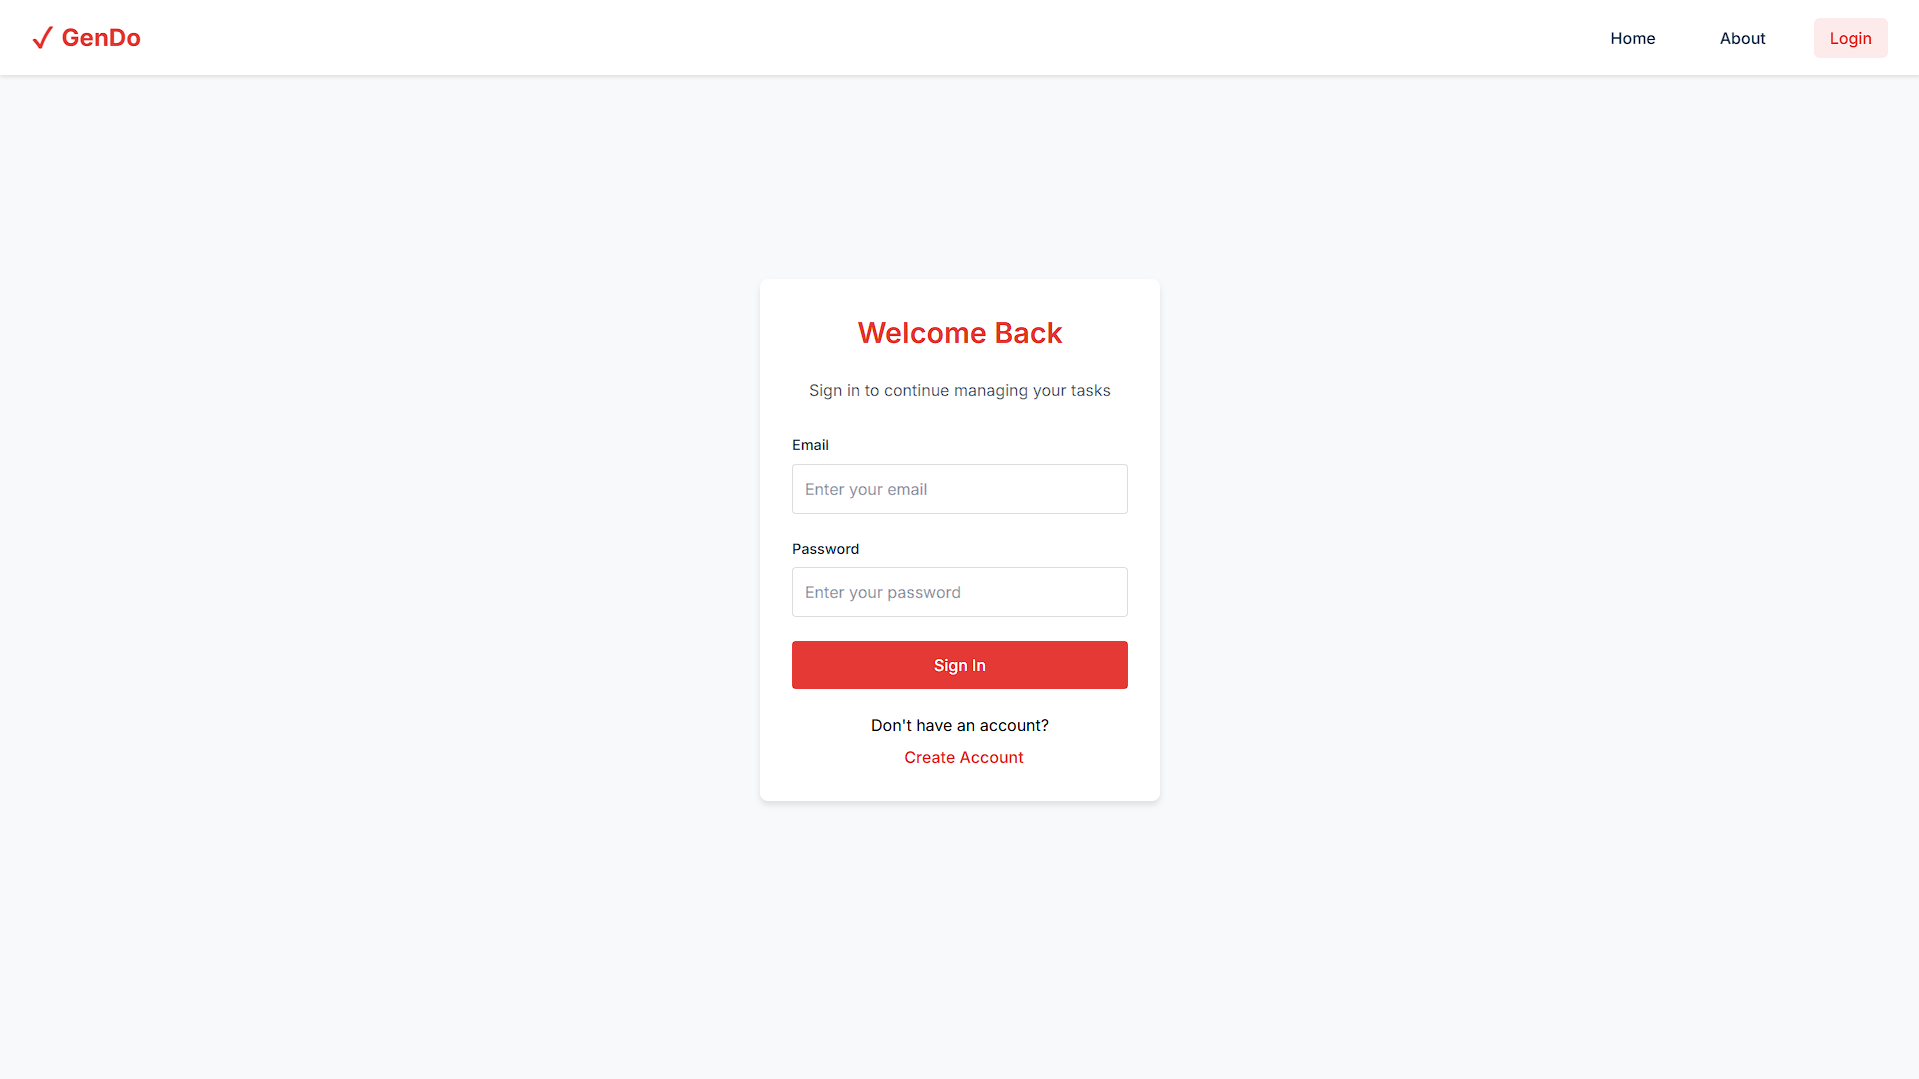 GenDo
Home
About
Login
Welcome Back
Sign in to continue managing your tasks
Email
Enter your email
Password
Enter your password
Sign In
Don't have an account?
Create Account